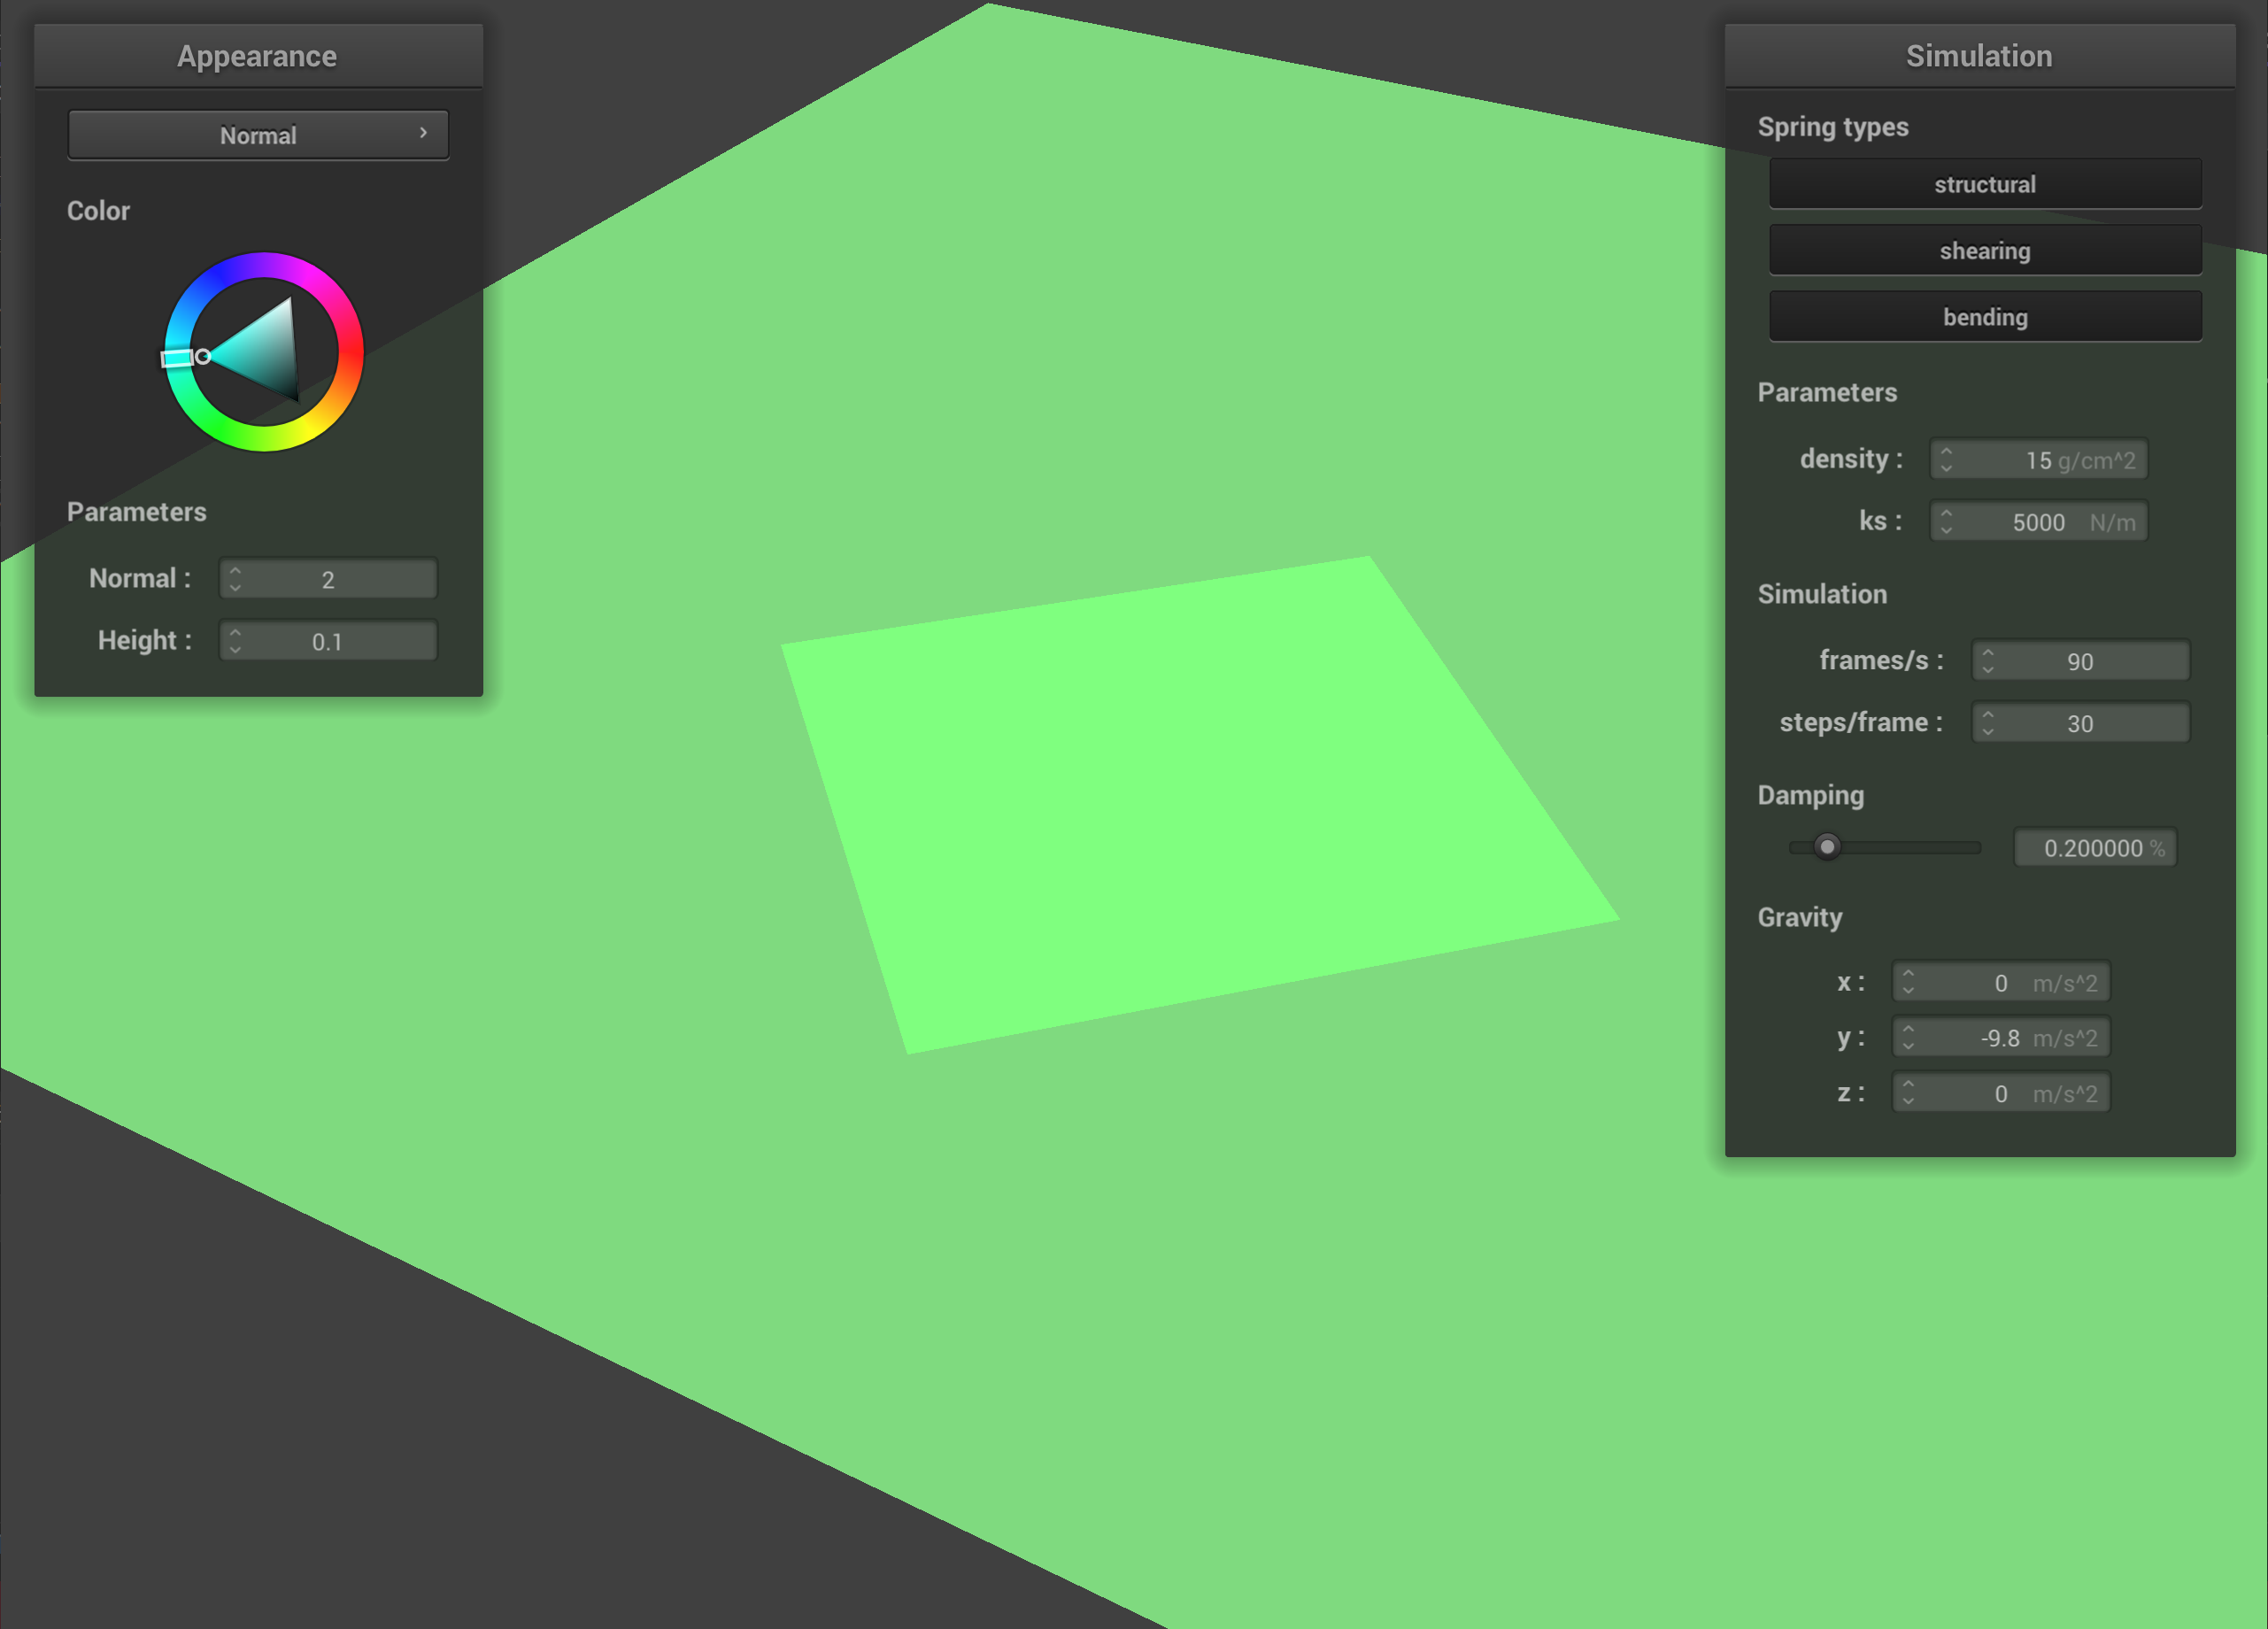 Appearance
Normal
Color
Parameters
Normal : 2
Height : 0.1
Simulation
Spring types
structural
shearing
bending
Parameters
density : 15 g/cm^2
ks : 5000 N/m
Simulation
frames/s : 90
steps/frame : 30
Damping
0.200000 %
Gravity
x : 0 m/s^2
y : -9.8 m/s^2
z : 0 m/s^2